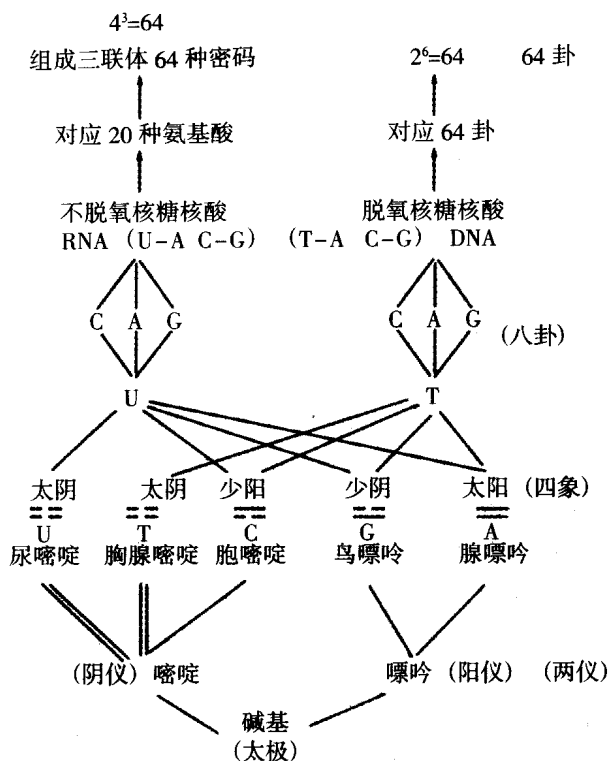 4³=64
组成三联体 64 种密码
2⁶=64 64 卦
对应 20 种氨基酸
对应 64 卦
不脱氧核糖核酸
脱氧核糖核酸
RNA (U-A C-G)
(T-A C-G) DNA
C A G
C A G (八卦)
U
T
太阴 太阴 少阳 少阴 太阳 (四象)
U T C G A
尿嘧啶 胸腺嘧啶 胞嘧啶 鸟嘌呤 腺嘌呤
(阴仪) 嘧啶
嘌呤 (阳仪) (两仪)
碱基
(太极)